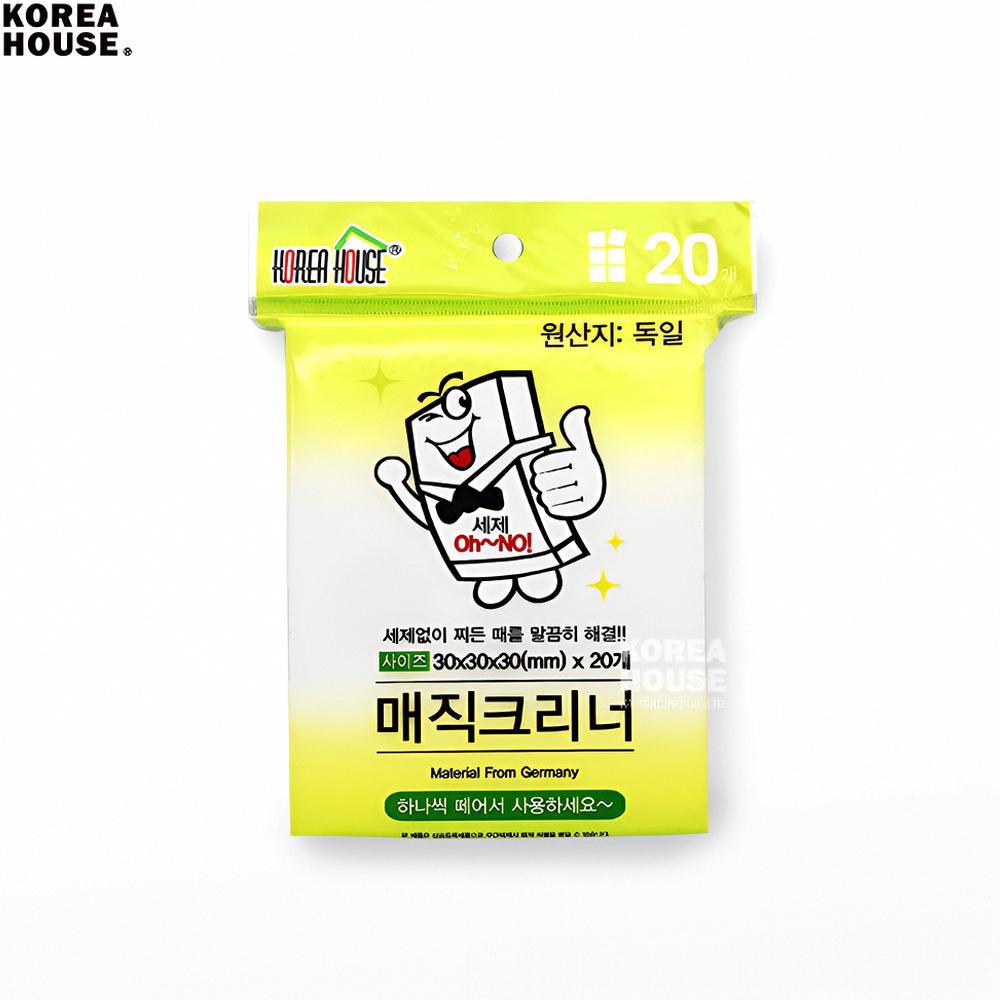 KOREA
HOUSE®
KOREA HOUSE®
20개
원산지: 독일
세제
Oh~NO!
세제없이 찌든 때를 말끔히 해결!!
사이즈 30x30x30(mm) x 20개
KOREA
HOUSE
매직크리너
Material From Germany
하나씩 떼어서 사용하세요~